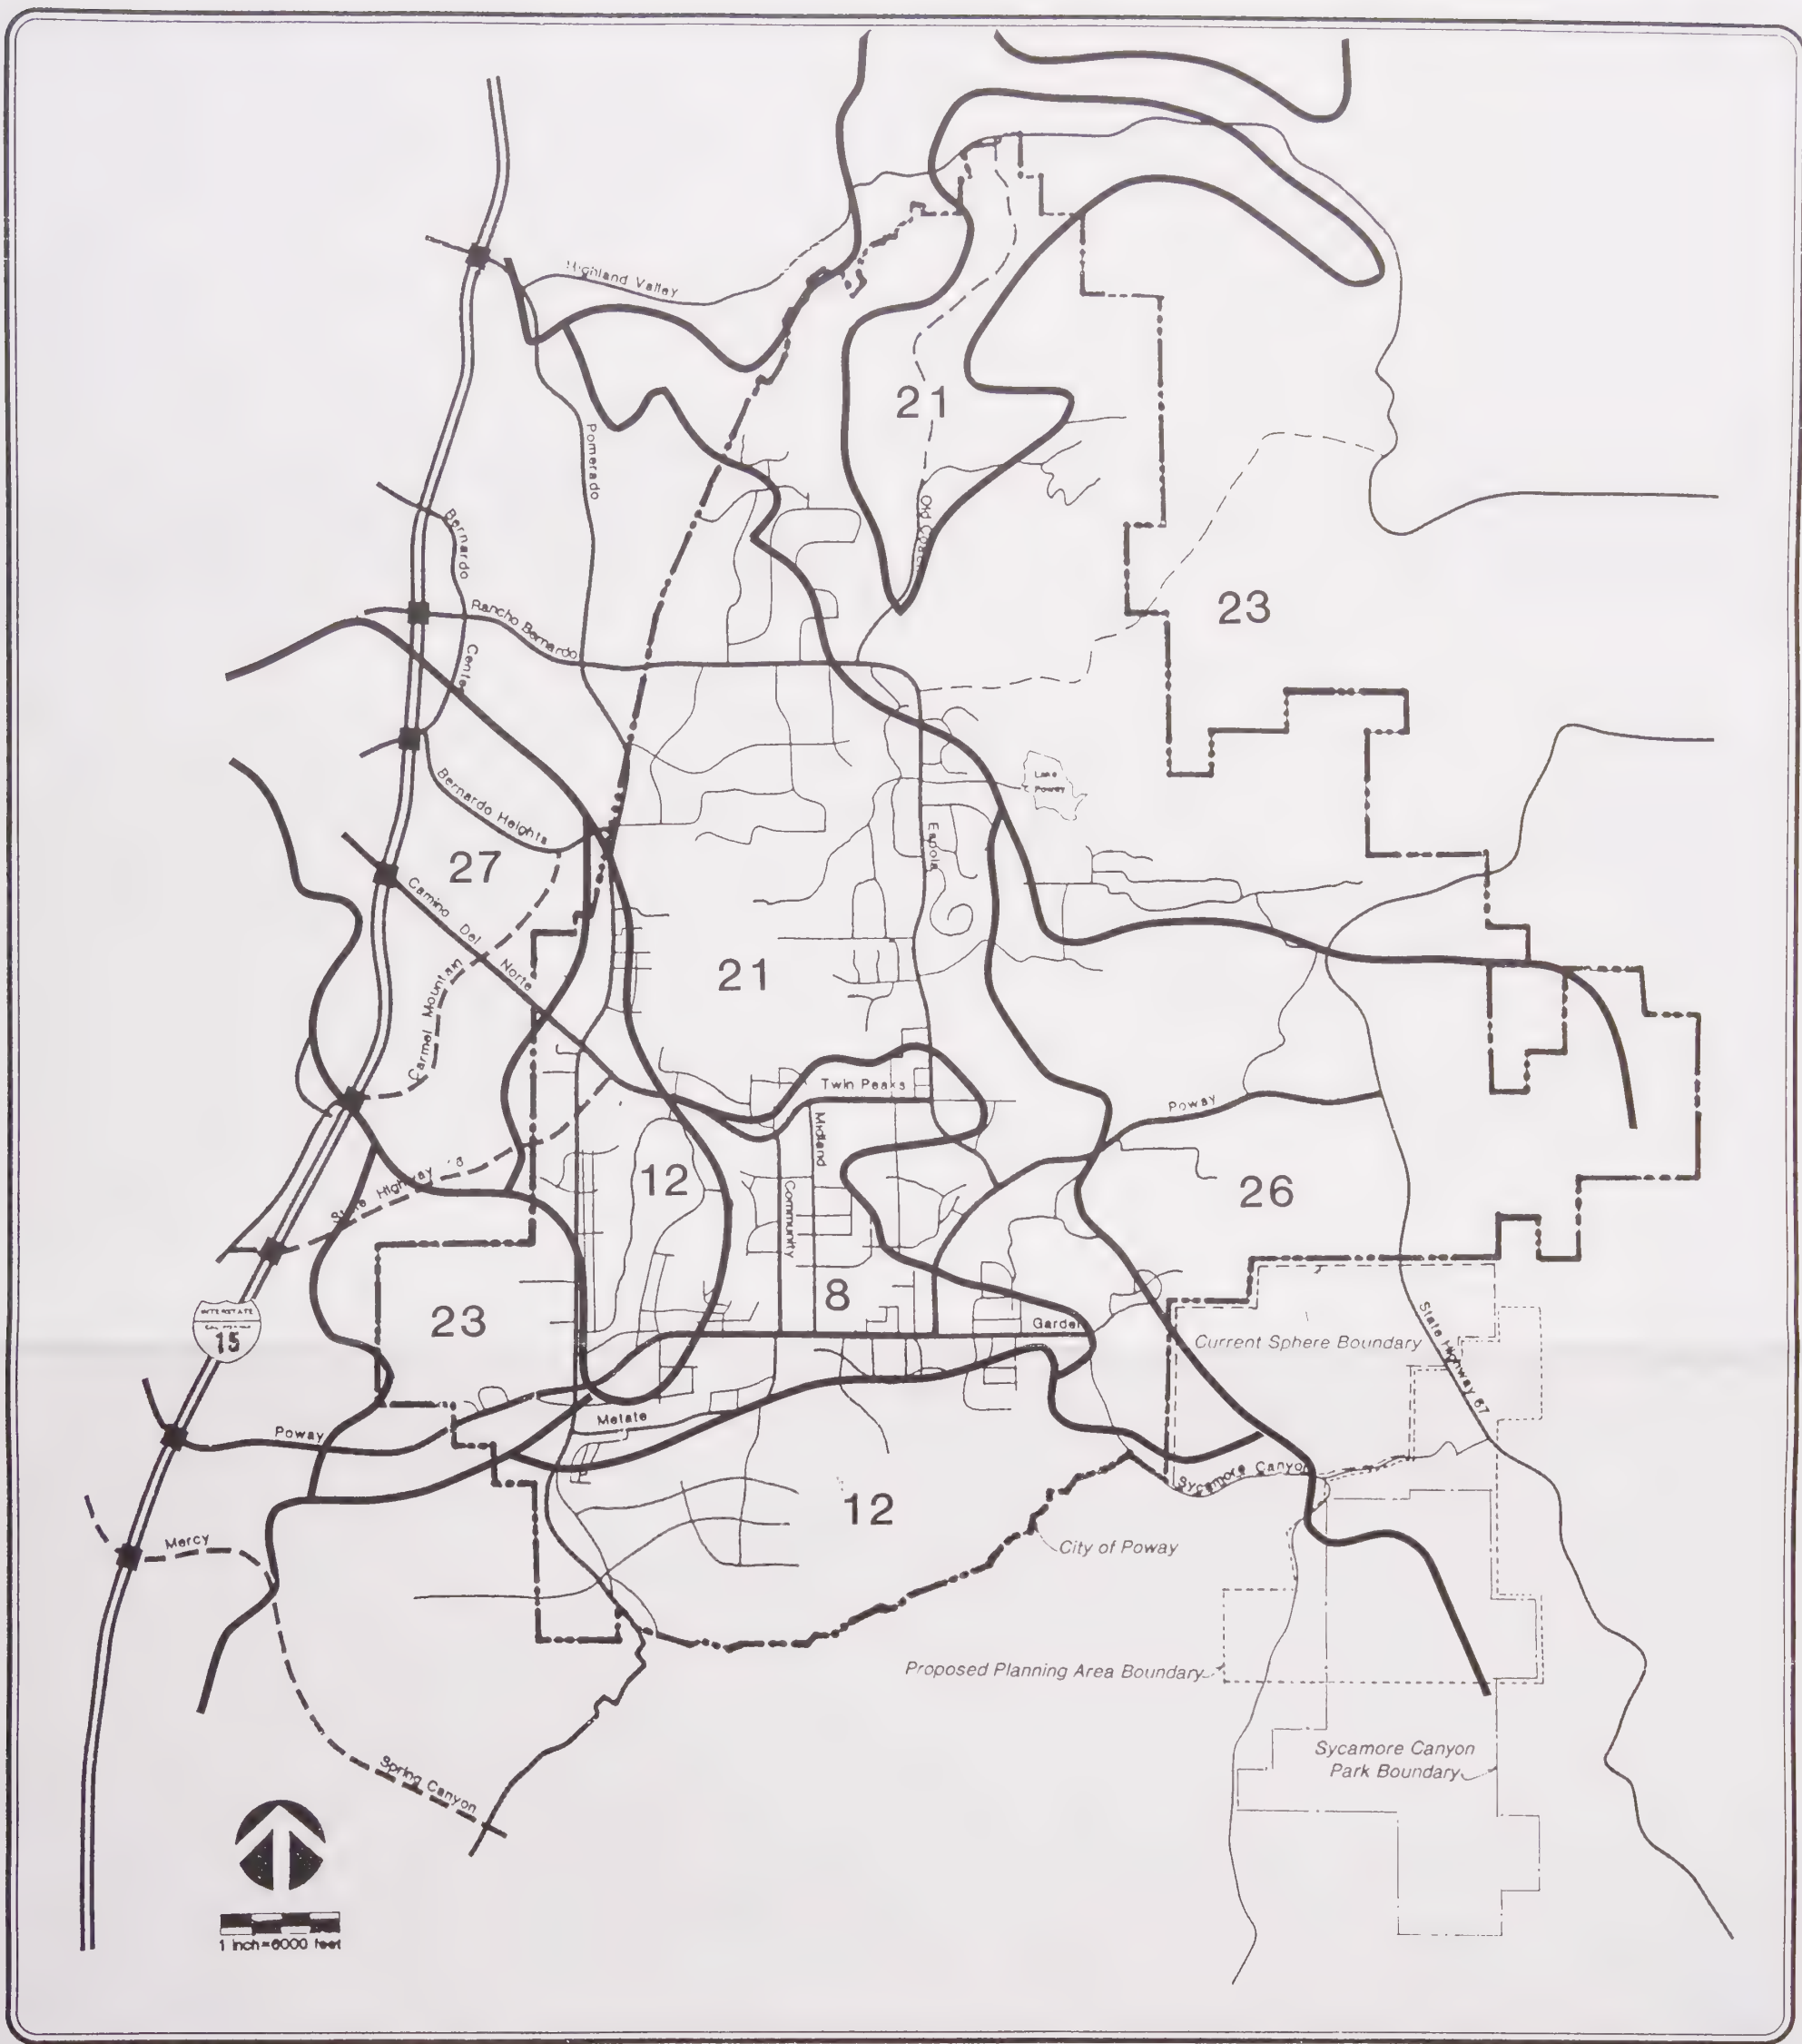 Highland Valley
21
Pomerado
Bernardo
Old Coach
23
Rancho Bernardo
Center
Lake
Poway
Bernardo Heights
Espola
27
Camino Del Norte
21
Carmel Mountain
Twin Peaks
Poway
Midland
12
26
State Highway
Community
8
INTERSTATE
15
23
Garden
Current Sphere Boundary
State Highway 67
Metate
Poway
Sycamore Canyon
12
Mercy
City of Poway
Proposed Planning Area Boundary
Sycamore Canyon
Park Boundary
Spring Canyon
1 inch=6000 feet